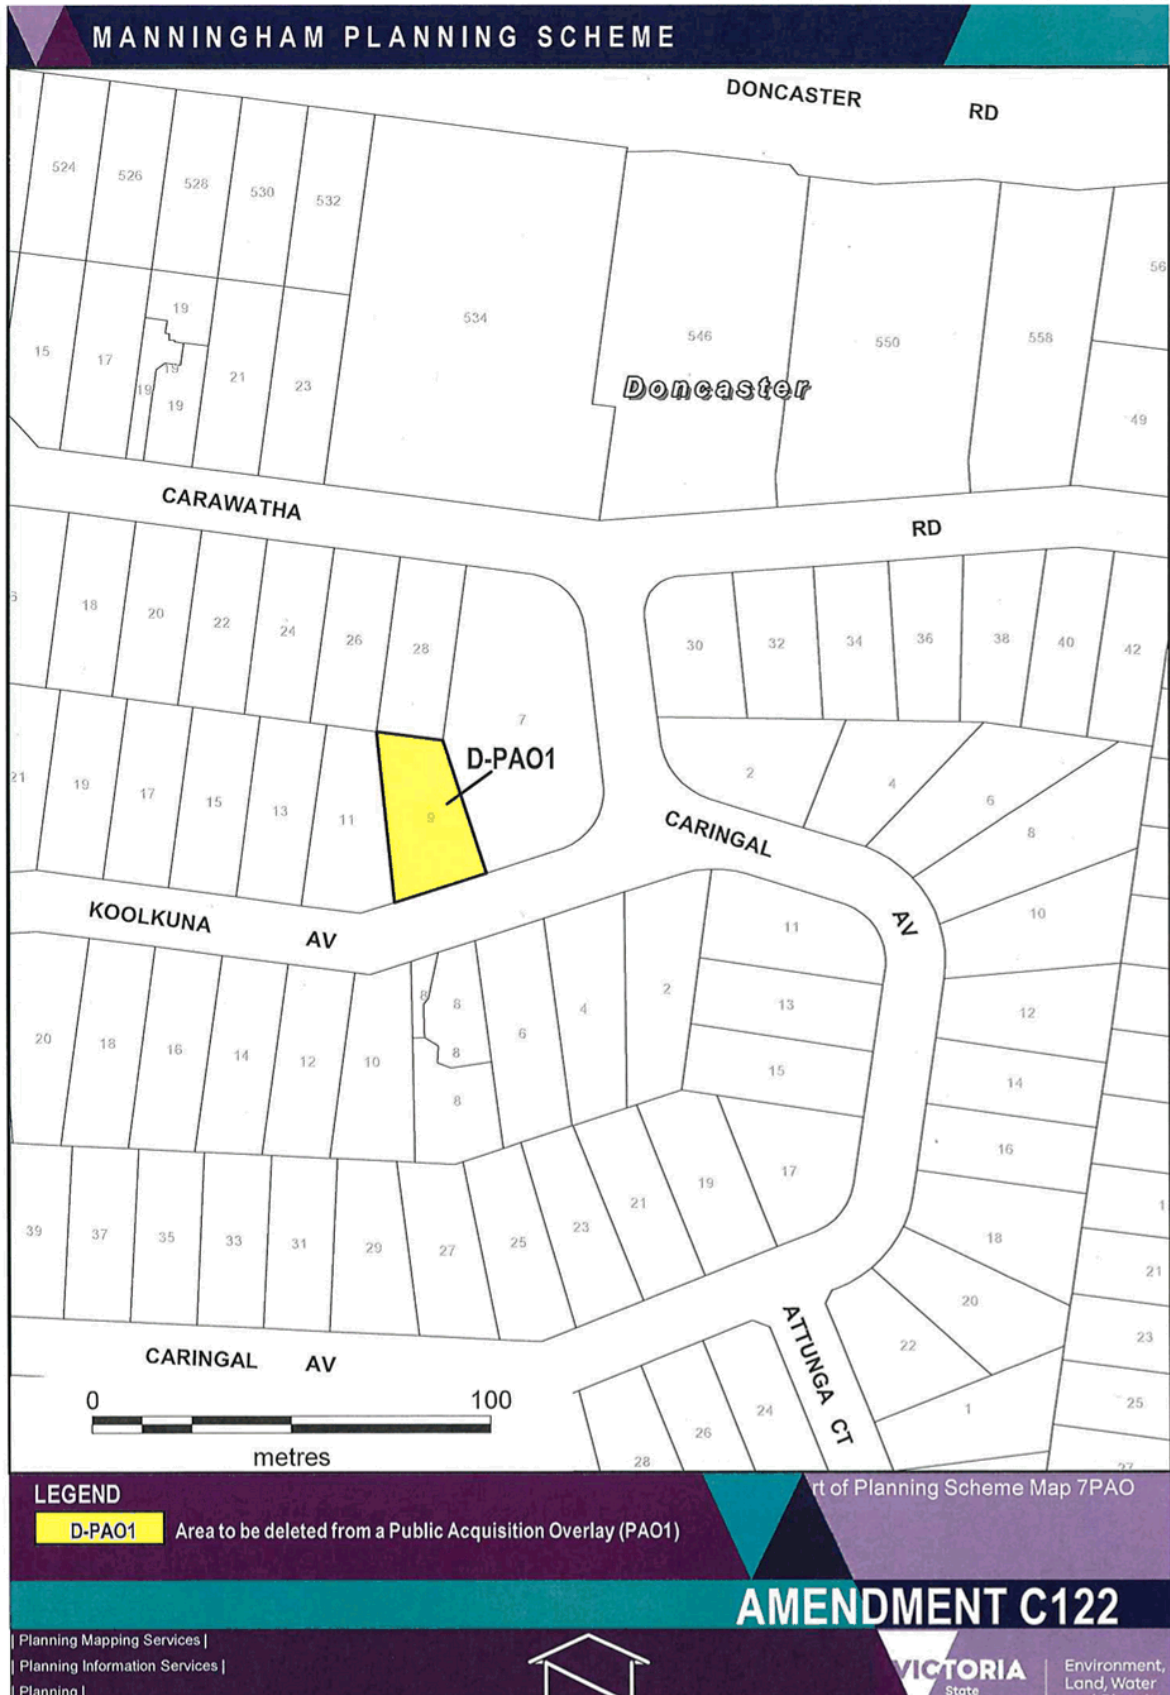 MANNINGHAM PLANNING SCHEME
DONCASTER RD
524 526 528 530 532
534 546 550 558 56
15 17 19 19 19 19 21 23
49
Doncaster
CARAWATHA RD
18 20 22 24 26 28
7
30 32 34 36 38 40 42
21 19 17 15 13 11 9
D-PAO1
2 4 6 8 10
CARINGAL AV
KOOLKUNA AV
20 18 16 14 12 10 8 8 8 8 6 4 2
11 13 15 17
12 14 16 18 20 22
39 37 35 33 31 29 27 25 23 21 19
1
21
23
25
27
CARINGAL AV
ATTUNGA CT
28 26 24
1
0 100
metres
LEGEND
D-PAO1 Area to be deleted from a Public Acquisition Overlay (PAO1)
rt of Planning Scheme Map 7PAO
AMENDMENT C122
| Planning Mapping Services |
| Planning Information Services |
| Planning |
VICTORIA
State
Environment,
Land, Water